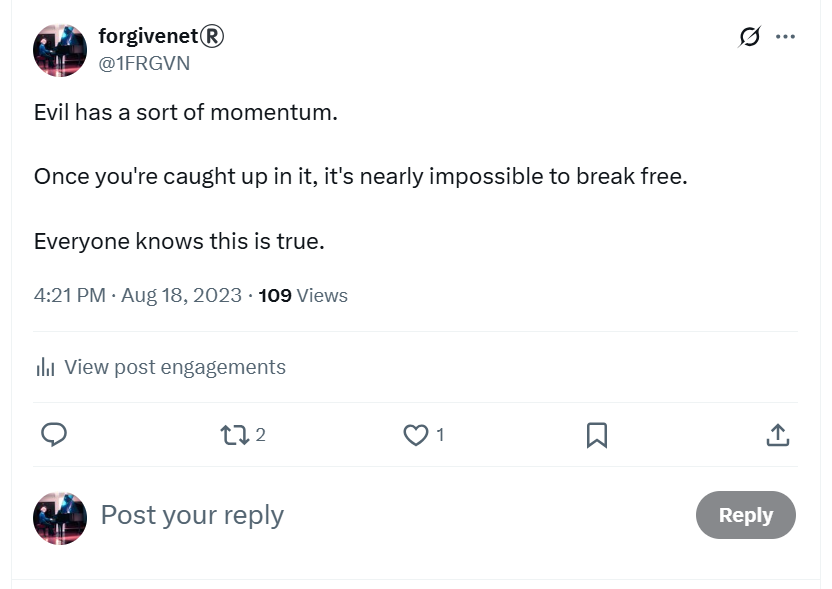 forgivenet®
@1FRGVN
Evil has a sort of momentum.
Once you're caught up in it, it's nearly impossible to break free.
Everyone knows this is true.
4:21 PM · Aug 18, 2023 · 109 Views
View post engagements
2 1
Post your reply Reply